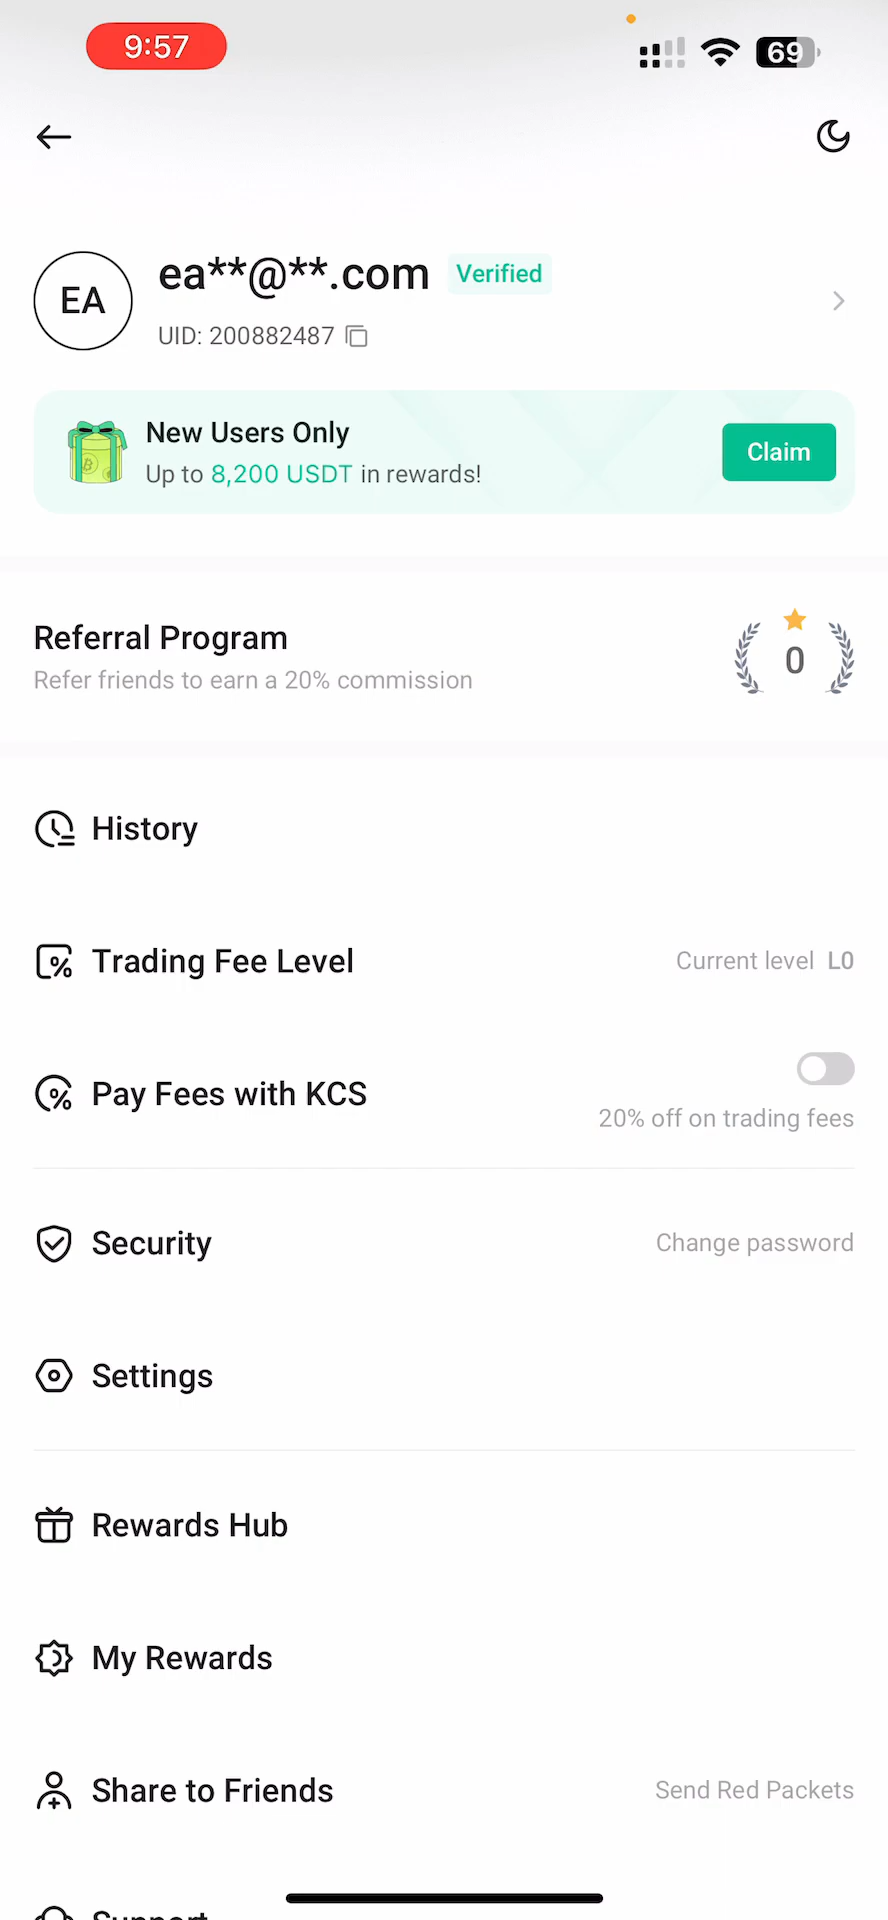 9:57
69
EA
ea**@**.com
Verified
UID: 200882487
New Users Only
Up to 8,200 USDT in rewards!
Claim
Referral Program
Refer friends to earn a 20% commission
0
History
Trading Fee Level
Current level L0
Pay Fees with KCS
20% off on trading fees
Security
Change password
Settings
Rewards Hub
My Rewards
Share to Friends
Send Red Packets
Support